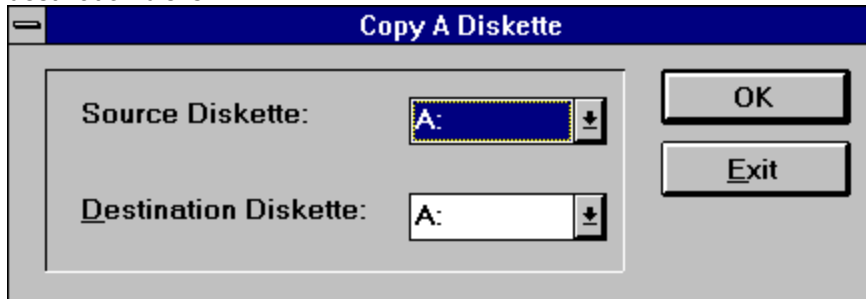 Copy A Diskette
Source Diskette: A:
OK
Exit
Destination Diskette: A: